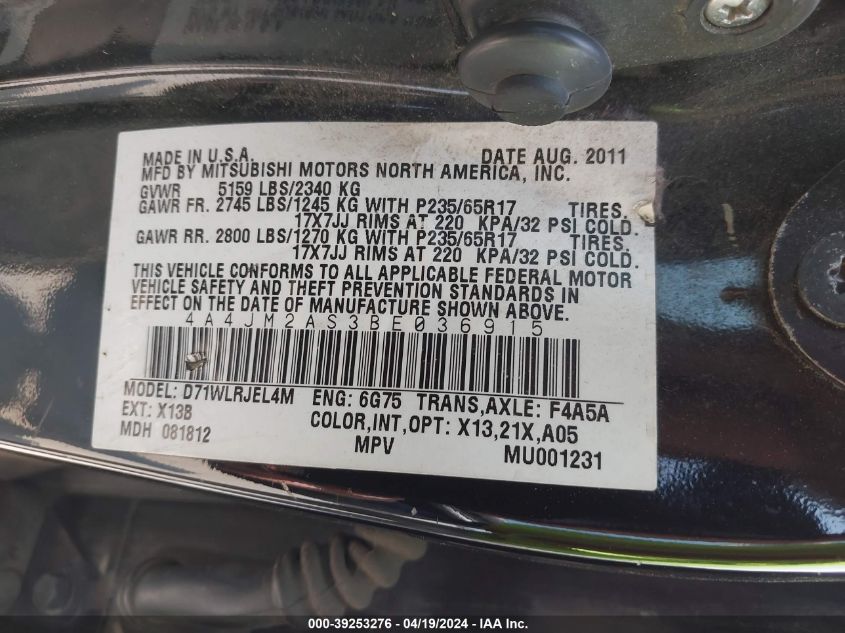 MADE IN U.S.A. DATE AUG. 2011
MFD BY MITSUBISHI MOTORS NORTH AMERICA, INC.
GVWR 5159 LBS/2340 KG
GAWR FR. 2745 LBS/1245 KG WITH P235/65R17 TIRES.
17X7JJ RIMS AT 220 KPA/32 PSI COLD.
GAWR RR. 2800 LBS/1270 KG WITH P235/65R17 TIRES.
17X7JJ RIMS AT 220 KPA/32 PSI COLD.
THIS VEHICLE CONFORMS TO ALL APPLICABLE FEDERAL MOTOR
VEHICLE SAFETY AND THEFT PREVENTION STANDARDS IN
EFFECT ON THE DATE OF MANUFACTURE SHOWN ABOVE.
4A4JM2AS3BE036915
MODEL: D71WLRJEL4M ENG: 6G75 TRANS,AXLE: F4A5A
EXT: X13B COLOR,INT,OPT: X13,21X,A05
MDH 081812 MPV MU001231
000-39253276 - 04/19/2024 - IAAI.com